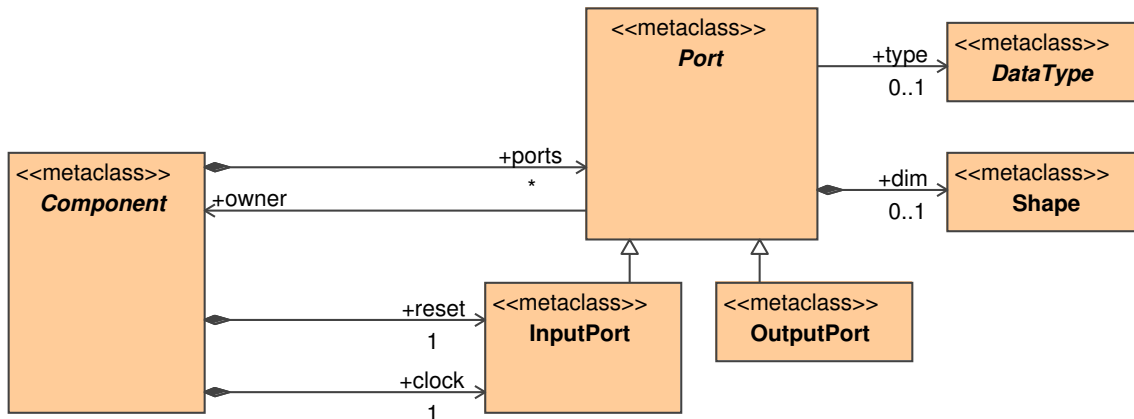 <<metaclass>>
Port
+type
0..1
<<metaclass>>
DataType
<<metaclass>>
Component
+ports
*
+owner
+dim
0..1
<<metaclass>>
Shape
+reset
1
<<metaclass>>
InputPort
<<metaclass>>
OutputPort
+clock
1